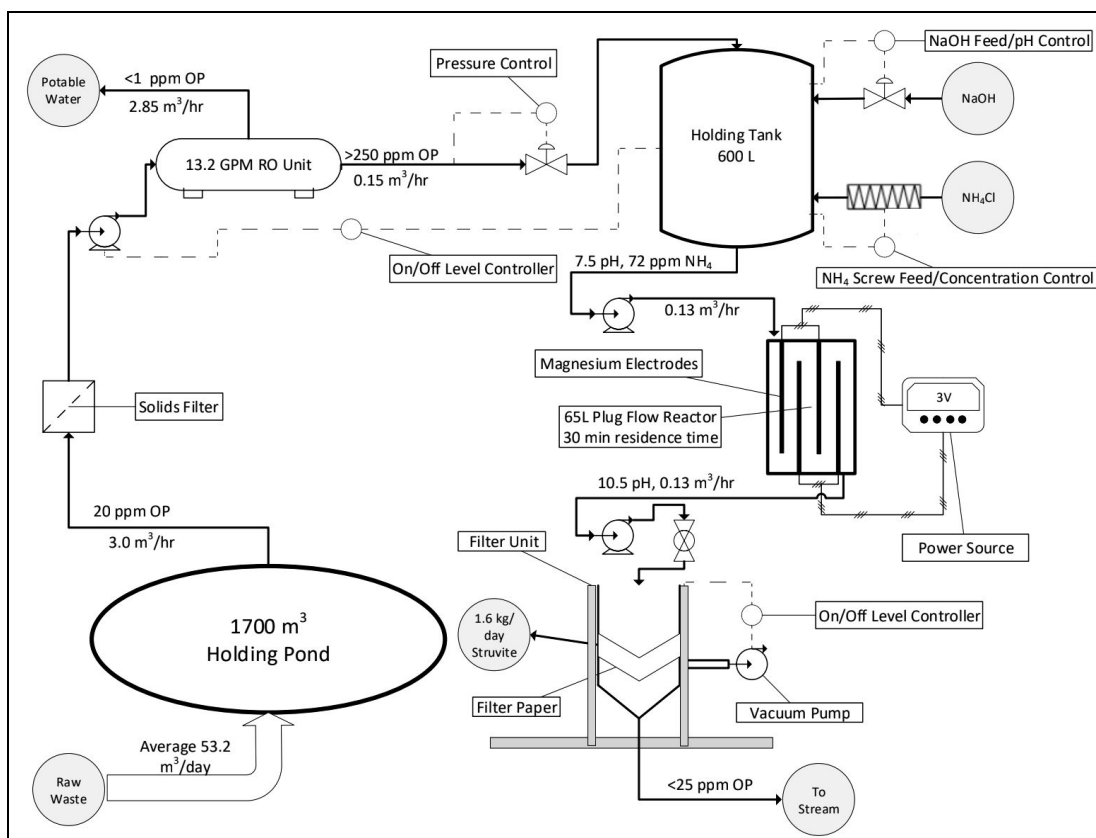 Potable
Water
<1 ppm OP
2.85 m³/hr
13.2 GPM RO Unit
>250 ppm OP
0.15 m³/hr
Pressure Control
Holding Tank
600 L
NaOH Feed/pH Control
NaOH
NH₄Cl
NH₄ Screw Feed/Concentration Control
On/Off Level Controller
7.5 pH, 72 ppm NH₄
0.13 m³/hr
Magnesium Electrodes
65L Plug Flow Reactor
30 min residence time
3V
Power Source
Solids Filter
20 ppm OP
3.0 m³/hr
1700 m³
Holding Pond
Average 53.2
m³/day
Raw
Waste
10.5 pH, 0.13 m³/hr
Filter Unit
1.6 kg/
day
Struvite
Filter Paper
On/Off Level Controller
Vacuum Pump
<25 ppm OP
To
Stream